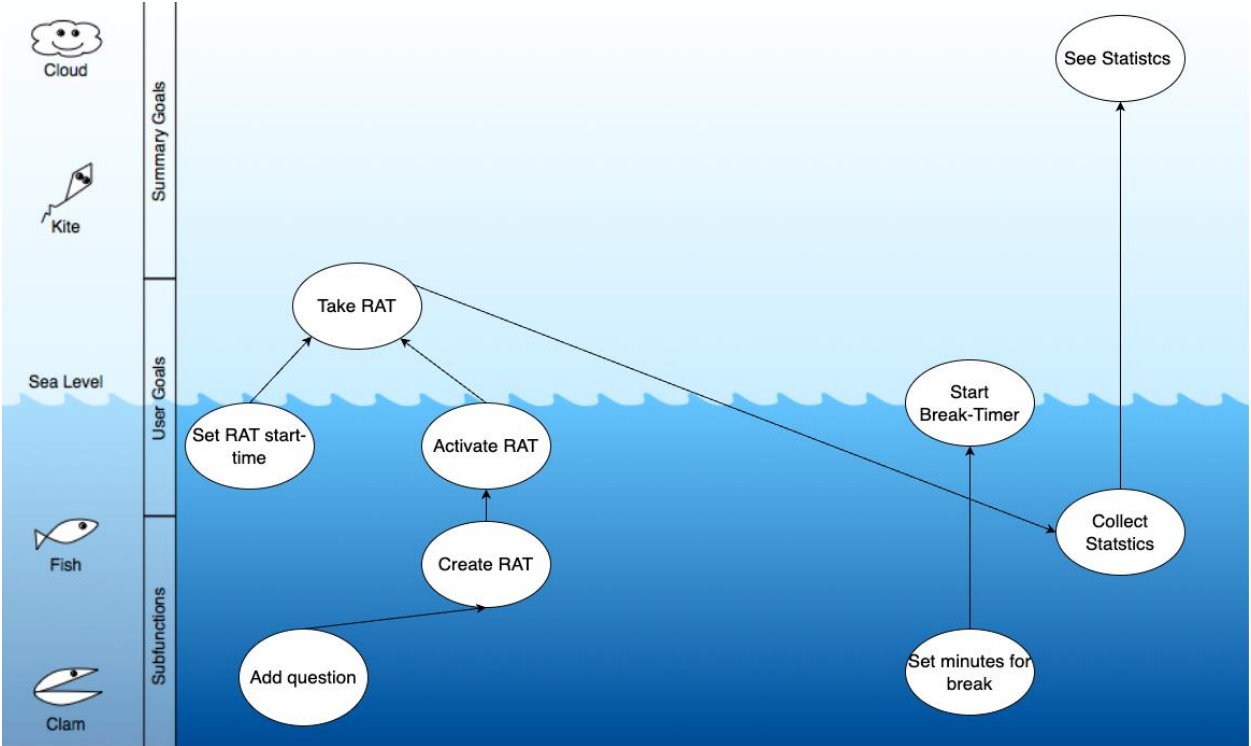 Cloud
Kite
Sea Level
Fish
Clam
Summary Goals
User Goals
Subfunctions
See Statistcs
Take RAT
Start
Break-Timer
Set RAT start-
time
Activate RAT
Collect
Statstics
Create RAT
Add question
Set minutes for
break